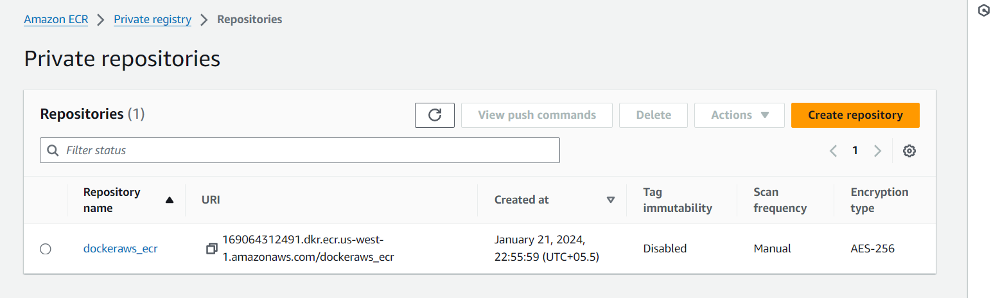 Amazon ECR > Private registry > Repositories
Private repositories
Repositories (1)
View push commands
Delete
Actions
Create repository
Filter status
1
Repository name
URI
Created at
Tag immutability
Scan frequency
Encryption type
dockeraws_ecr
169064312491.dkr.ecr.us-west-
1.amazonaws.com/dockeraws_ecr
January 21, 2024,
22:55:59 (UTC+05.5)
Disabled
Manual
AES-256